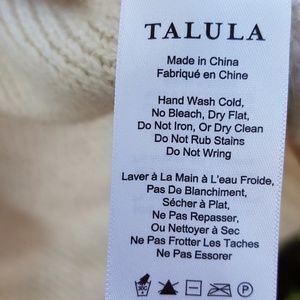 TALULA
Made in China
Fabriqué en Chine
Hand Wash Cold,
No Bleach, Dry Flat,
Do Not Iron, Or Dry Clean
Do Not Rub Stains
Do Not Wring
Laver à La Main à L'eau Froide,
Pas De Blanchiment,
Sécher à Plat,
Ne Pas Repasser,
Ou Nettoyer à Sec
Ne Pas Frotter Les Taches
Ne Pas Essorer